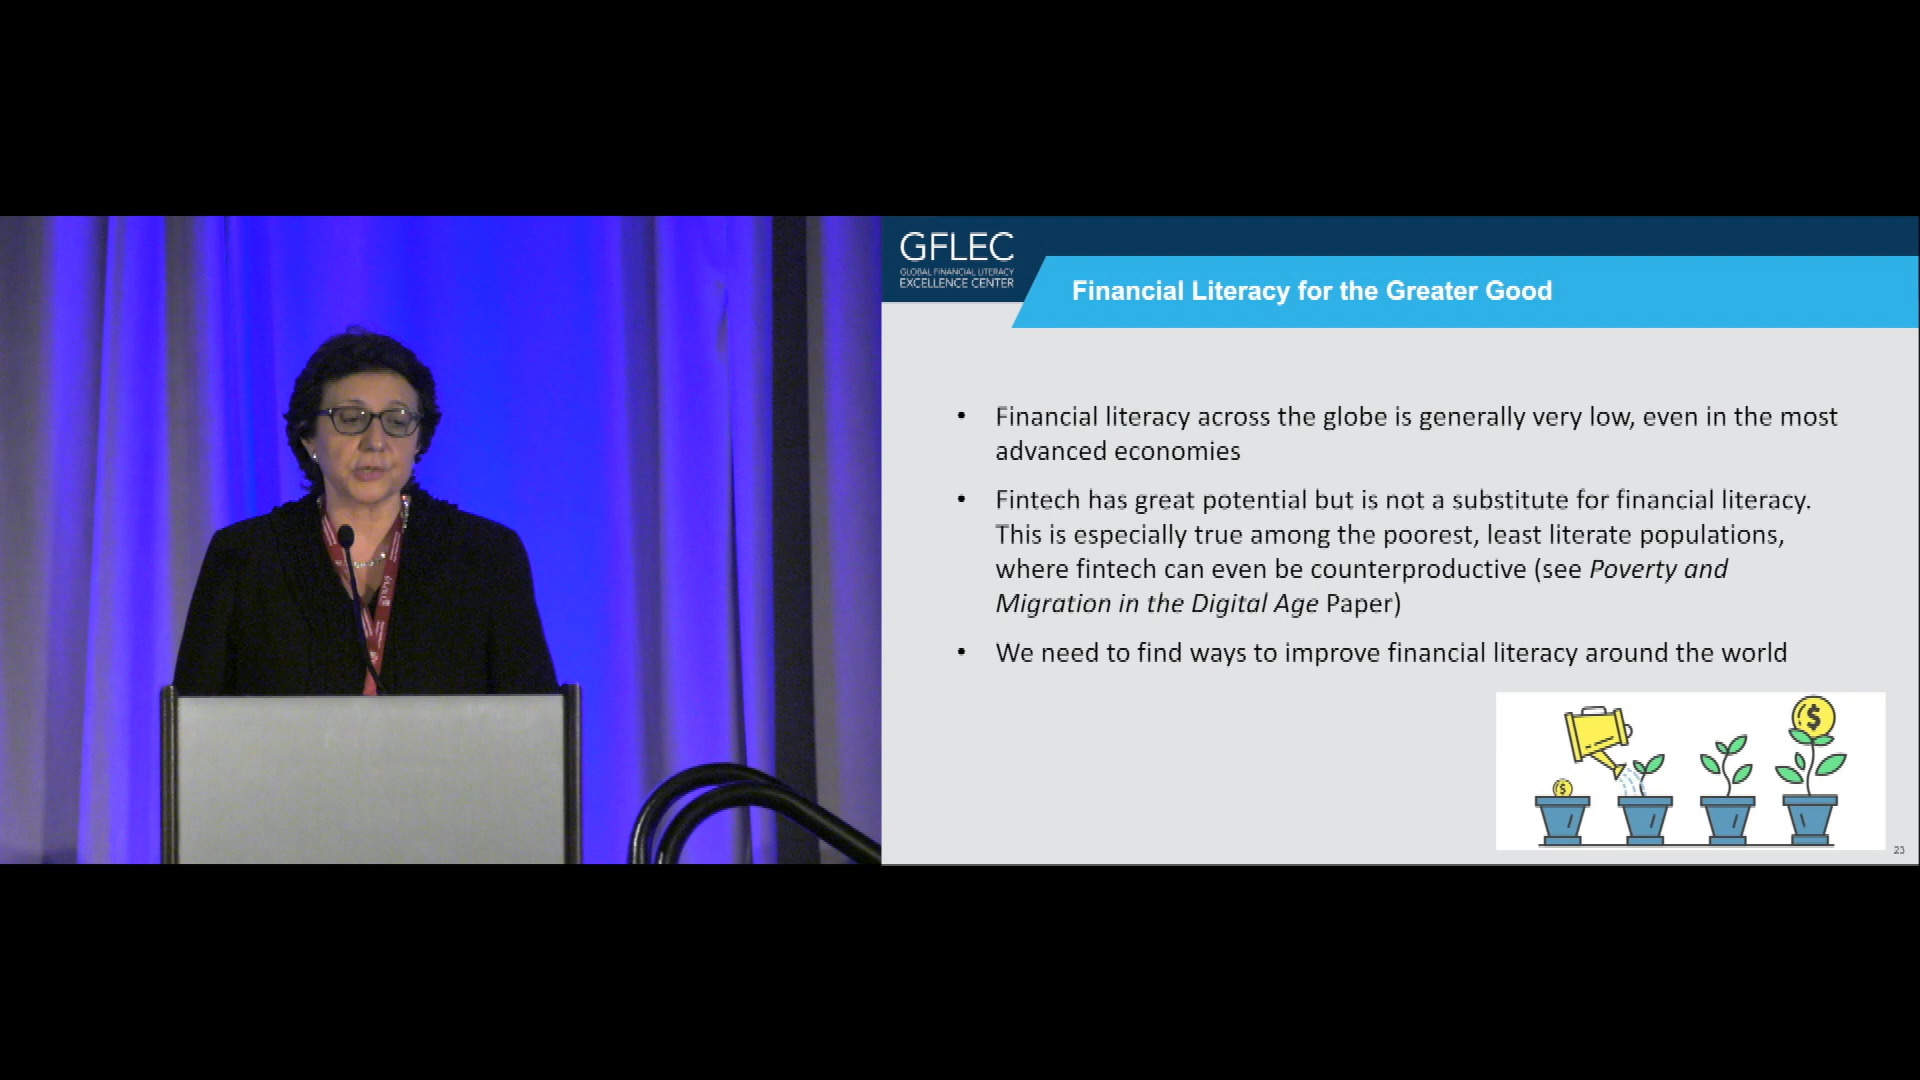 GFLEC
GLOBAL FINANCIAL LITERACY
EXCELLENCE CENTER
Financial Literacy for the Greater Good
• Financial literacy across the globe is generally very low, even in the most
advanced economies
• Fintech has great potential but is not a substitute for financial literacy.
This is especially true among the poorest, least literate populations,
where fintech can even be counterproductive (see Poverty and
Migration in the Digital Age Paper)
• We need to find ways to improve financial literacy around the world
$
$
23